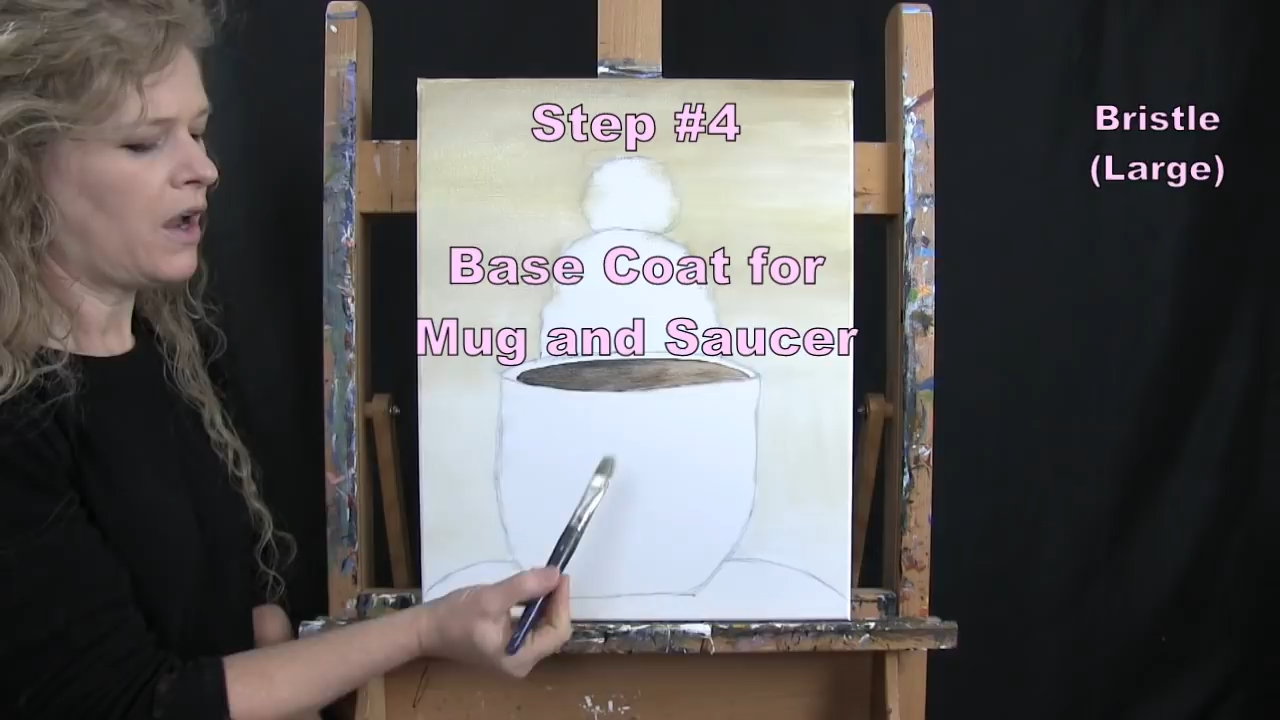 Step #4
Bristle
(Large)
Base Coat for
Mug and Saucer